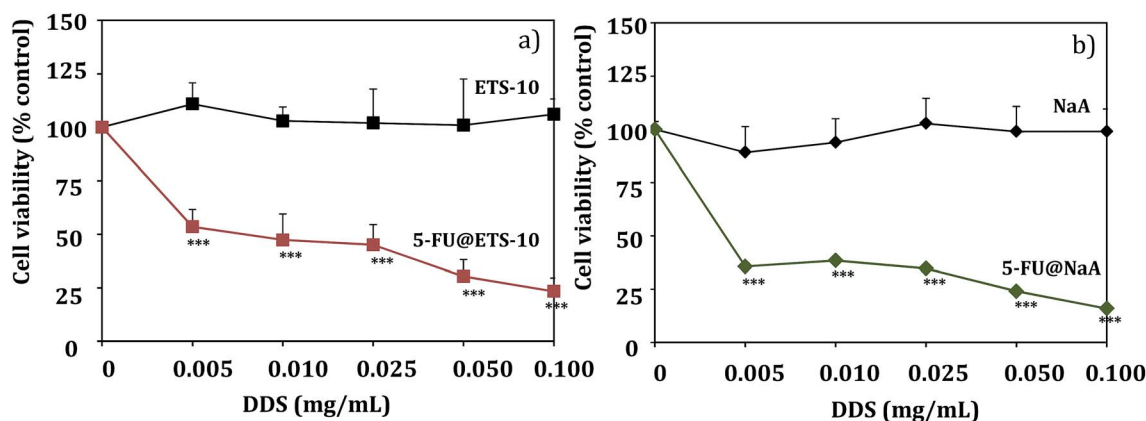 a)
Cell viability (% control)
150
125
100
75
50
25
0
ETS-10
5-FU@ETS-10
***
***
***
***
***
0 0.005 0.010 0.025 0.050 0.100
DDS (mg/mL)
b)
Cell viability (% control)
150
125
100
75
50
25
0
NaA
5-FU@NaA
***
***
***
***
***
0 0.005 0.010 0.025 0.050 0.100
DDS (mg/mL)